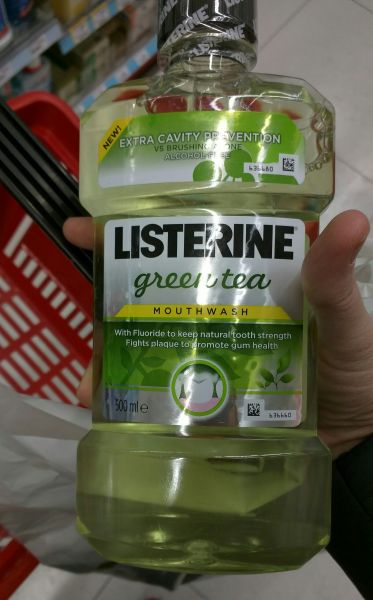 LISTERINE
NEW!
EXTRA CAVITY PREVENTION
VS BRUSHING ALONE
ALCOHOL FREE
LISTERINE
green tea
MOUTHWASH
With Fluoride to keep natural tooth strength
Fights plaque to promote gum health
500 ml e